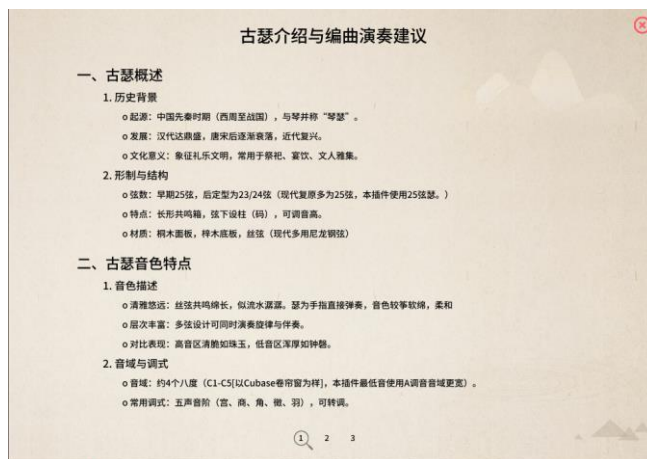 古瑟介绍与编曲演奏建议
一、古瑟概述
1. 历史背景
o 起源：中国先秦时期（西周至战国），与琴并称“琴瑟”。
o 发展：汉代达鼎盛，唐宋后逐渐衰落，近代复兴。
o 文化意义：象征礼乐文明，常用于祭祀、宴饮、文人雅集。
2. 形制与结构
o 弦数：早期25弦，后定型为23/24弦（现代复原多为25弦，本插件使用25弦瑟。）
o 特点：长形共鸣箱，弦下设柱（码），可调音高。
o 材质：桐木面板，梓木底板，丝弦（现代多用尼龙钢弦）
二、古瑟音色特点
1. 音色描述
o 清雅悠远：丝弦共鸣绵长，似流水潺潺。瑟为手指直接弹奏，音色较筝软绵，柔和
o 层次丰富：多弦设计可同时演奏旋律与伴奏。
o 对比表现：高音区清脆如珠玉，低音区浑厚如钟磬。
2. 音域与调式
o 音域：约4个八度（C1-C5[以Cubase卷帘窗为样]，本插件最低音使用A调音音域更宽）。
o 常用调式：五声音阶（宫、商、角、徵、羽），可转调。
1 2 3